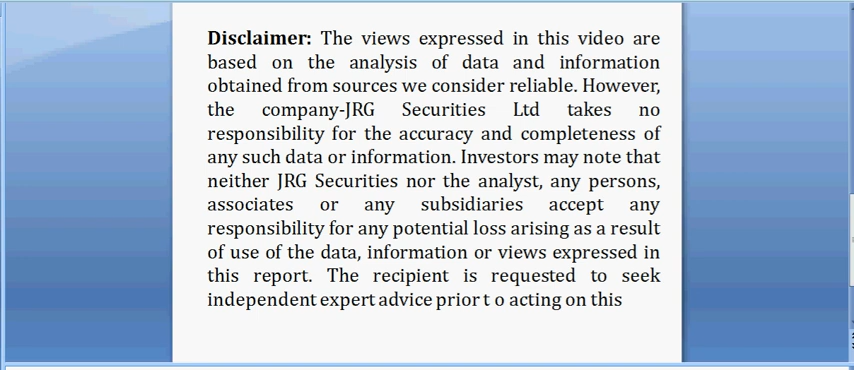 Disclaimer: The views expressed in this video are
based on the analysis of data and information
obtained from sources we consider reliable. However,
the company-JRG Securities Ltd takes no
responsibility for the accuracy and completeness of
any such data or information. Investors may note that
neither JRG Securities nor the analyst, any persons,
associates or any subsidiaries accept any
responsibility for any potential loss arising as a result
of use of the data, information or views expressed in
this report. The recipient is requested to seek
independent expert advice prior t o acting on this